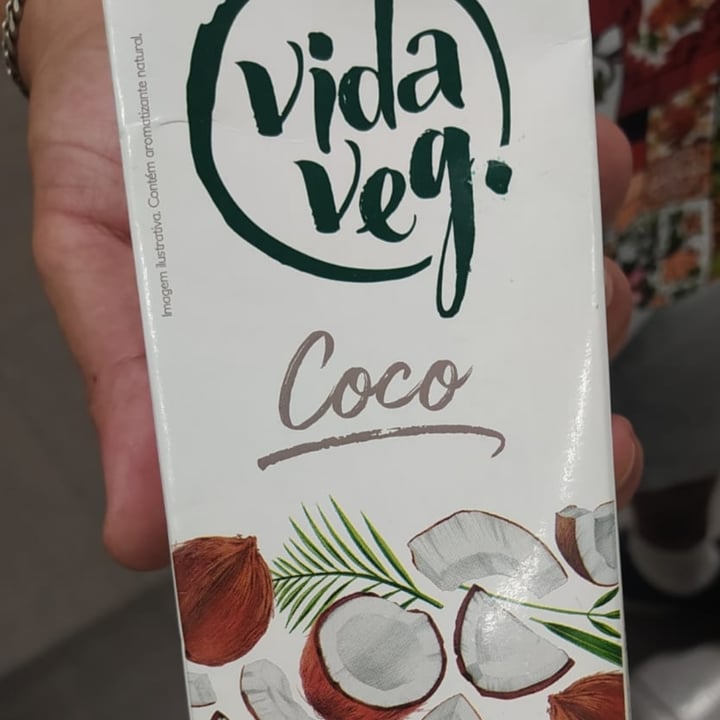 vida
veg.
Coco
Imagem ilustrativa. Contém aromatizante natural.